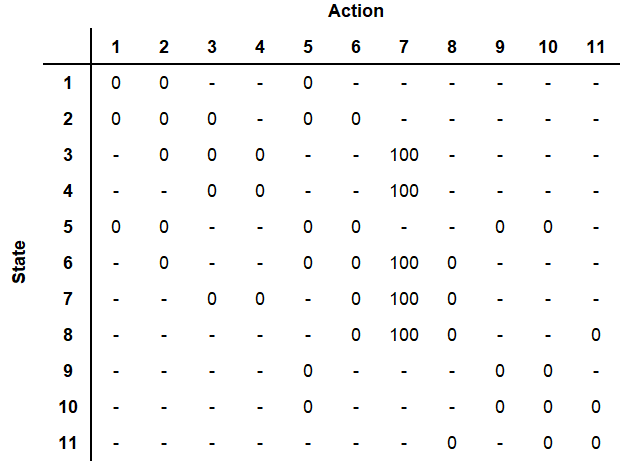 Action
1 2 3 4 5 6 7 8 9 10 11
1 0 0 - - 0 - - - - - -
2 0 0 0 - 0 0 - - - - -
3 - 0 0 0 - - 100 - - - -
4 - - 0 0 - - 100 - - - -
5 0 0 - - 0 0 - - 0 0 -
6 - 0 - - 0 0 100 0 - - -
7 - - 0 0 - 0 100 0 - - -
8 - - - - - 0 100 0 - - 0
9 - - - - 0 - - - 0 0 -
10 - - - - 0 - - - 0 0 0
11 - - - - - - - 0 - 0 0
State